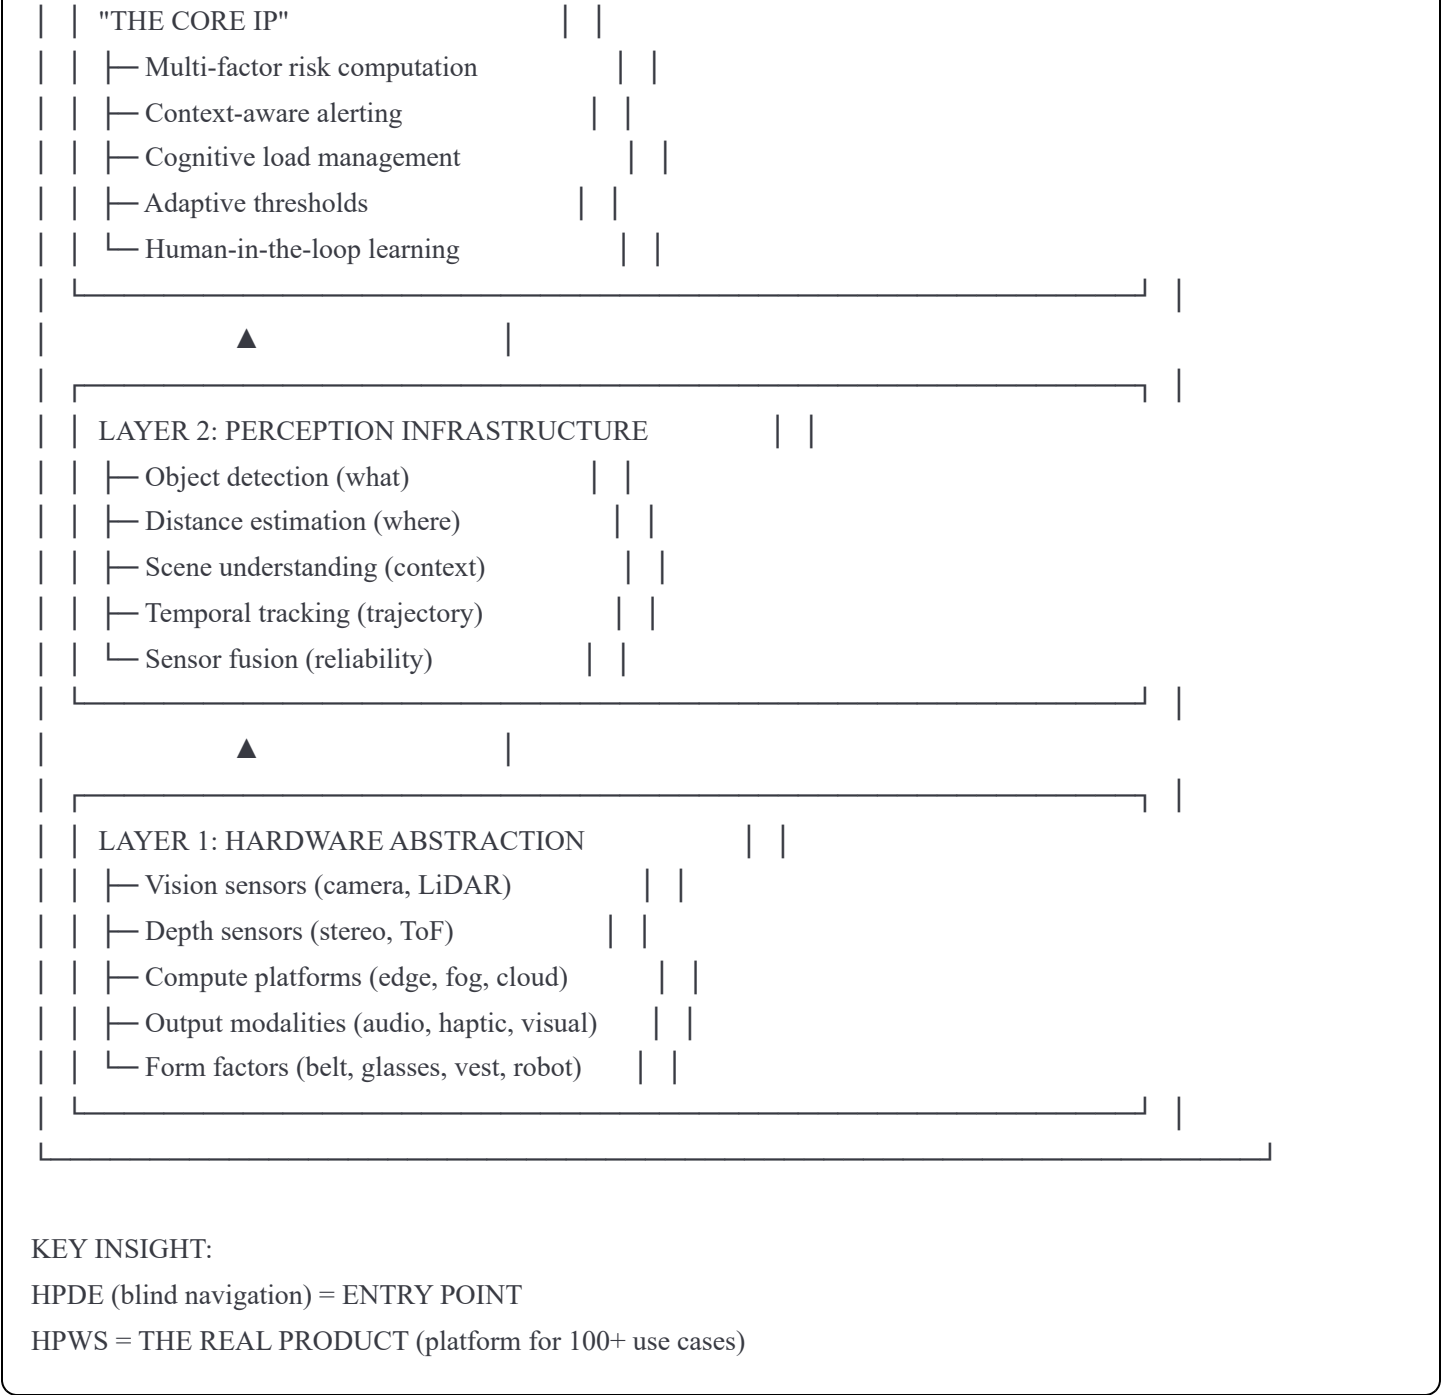 │ │ "THE CORE IP" │ │
│ │ ├─ Multi-factor risk computation │ │
│ │ ├─ Context-aware alerting │ │
│ │ ├─ Cognitive load management │ │
│ │ ├─ Adaptive thresholds │ │
│ │ └─ Human-in-the-loop learning │ │
│ └────────────────────────────────┘ │
│ ▲ │
│ ┌────────────────────────────────┐ │
│ │ LAYER 2: PERCEPTION INFRASTRUCTURE │ │
│ │ ├─ Object detection (what) │ │
│ │ ├─ Distance estimation (where) │ │
│ │ ├─ Scene understanding (context) │ │
│ │ ├─ Temporal tracking (trajectory) │ │
│ │ └─ Sensor fusion (reliability) │ │
│ └────────────────────────────────┘ │
│ ▲ │
│ ┌────────────────────────────────┐ │
│ │ LAYER 1: HARDWARE ABSTRACTION │ │
│ │ ├─ Vision sensors (camera, LiDAR) │ │
│ │ ├─ Depth sensors (stereo, ToF) │ │
│ │ ├─ Compute platforms (edge, fog, cloud) │ │
│ │ ├─ Output modalities (audio, haptic, visual) │ │
│ │ └─ Form factors (belt, glasses, vest, robot) │ │
│ └────────────────────────────────┘ │
└─────────────────────────────────────┘
KEY INSIGHT:
HPDE (blind navigation) = ENTRY POINT
HPWS = THE REAL PRODUCT (platform for 100+ use cases)